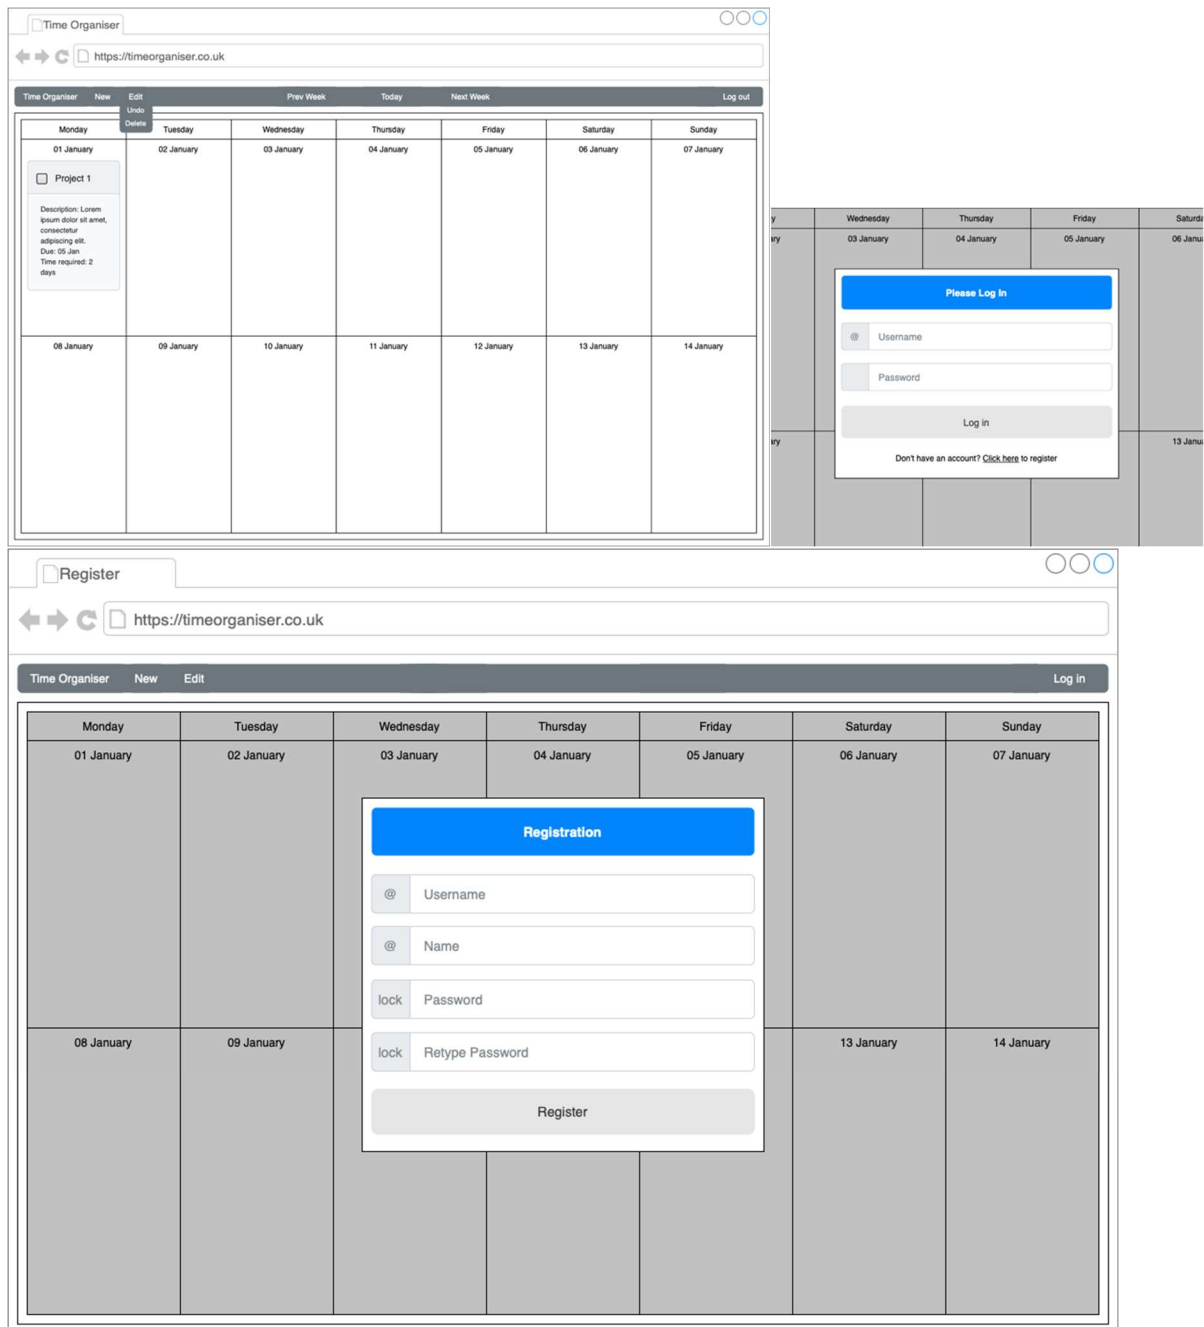 Time Organiser
https://timeorganiser.co.uk
Time Organiser New Edit Prev Week Today Next Week Log out
Undo
Delete
Monday Tuesday Wednesday Thursday Friday Saturday Sunday
01 January 02 January 03 January 04 January 05 January 06 January 07 January
Project 1
Description: Lorem
ipsum dolor sit amet,
consectetur
adipiscing elit.
Due: 05 Jan
Time required: 2
days
08 January 09 January 10 January 11 January 12 January 13 January 14 January
y Wednesday Thursday Friday Saturda
ary 03 January 04 January 05 January 06 Janua
Please Log In
@ Username
Password
Log in
ary 13 Janua
Don't have an account? Click here to register
Register
https://timeorganiser.co.uk
Time Organiser New Edit Log in
Monday Tuesday Wednesday Thursday Friday Saturday Sunday
01 January 02 January 03 January 04 January 05 January 06 January 07 January
Registration
@ Username
@ Name
lock Password
08 January 09 January 13 January 14 January
lock Retype Password
Register